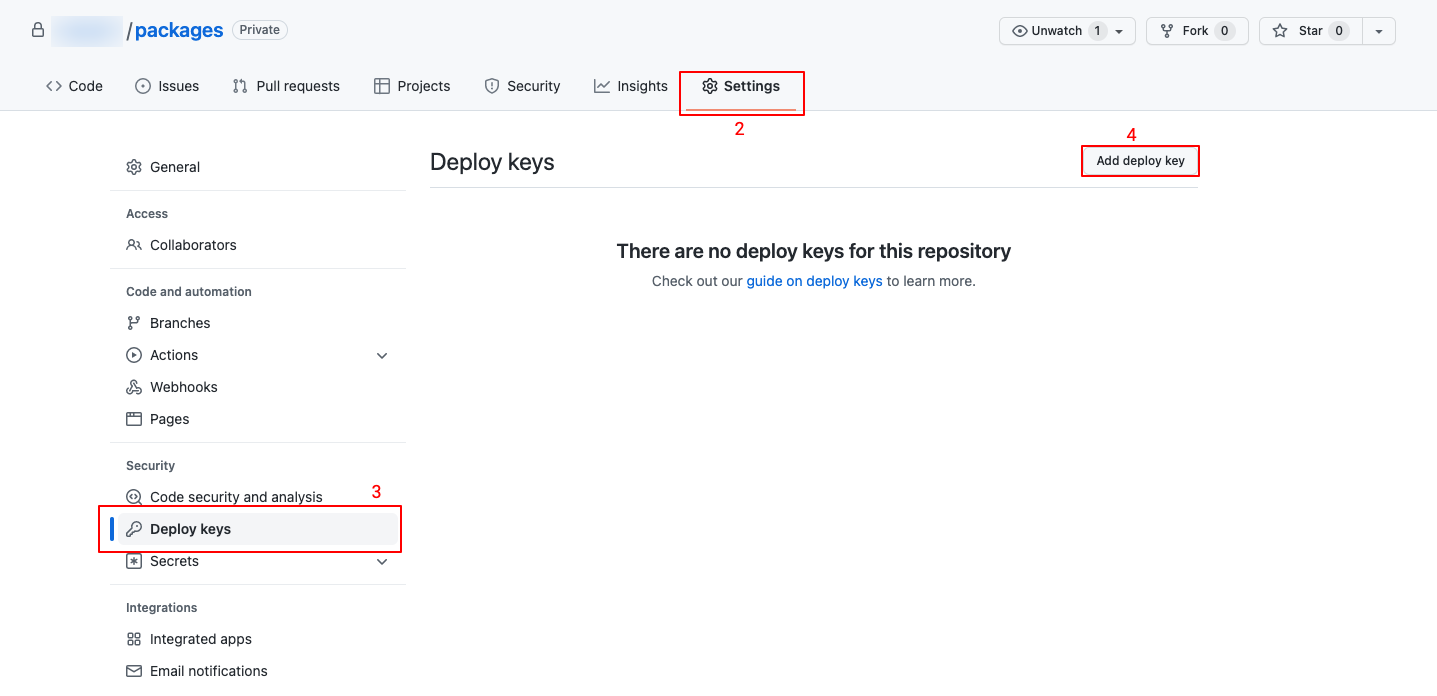 /packages Private Unwatch 1 Fork 0 Star 0
Code Issues Pull requests Projects Security Insights Settings
2
4
General
Deploy keys
Add deploy key
Access
Collaborators
There are no deploy keys for this repository
Check out our guide on deploy keys to learn more.
Code and automation
Branches
Actions
Webhooks
Pages
Security
3
Code security and analysis
Deploy keys
Secrets
Integrations
Integrated apps
Email notifications